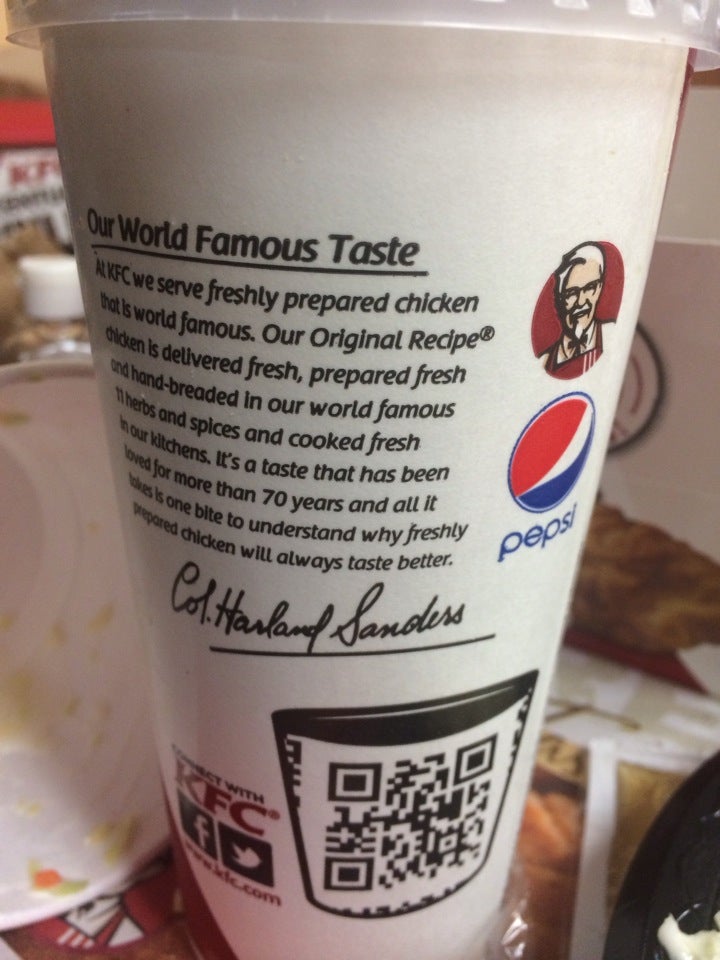 Our World Famous Taste
At KFC we serve freshly prepared chicken
that is world famous. Our Original Recipe®
chicken is delivered fresh, prepared fresh
and hand-breaded in our world famous
11 herbs and spices and cooked fresh
in our kitchens. It's a taste that has been
loved for more than 70 years and all it
takes is one bite to understand why freshly
prepared chicken will always taste better.
Col. Harland Sanders
pepsi
CONNECT WITH
KFC®
www.kfc.com
KFC